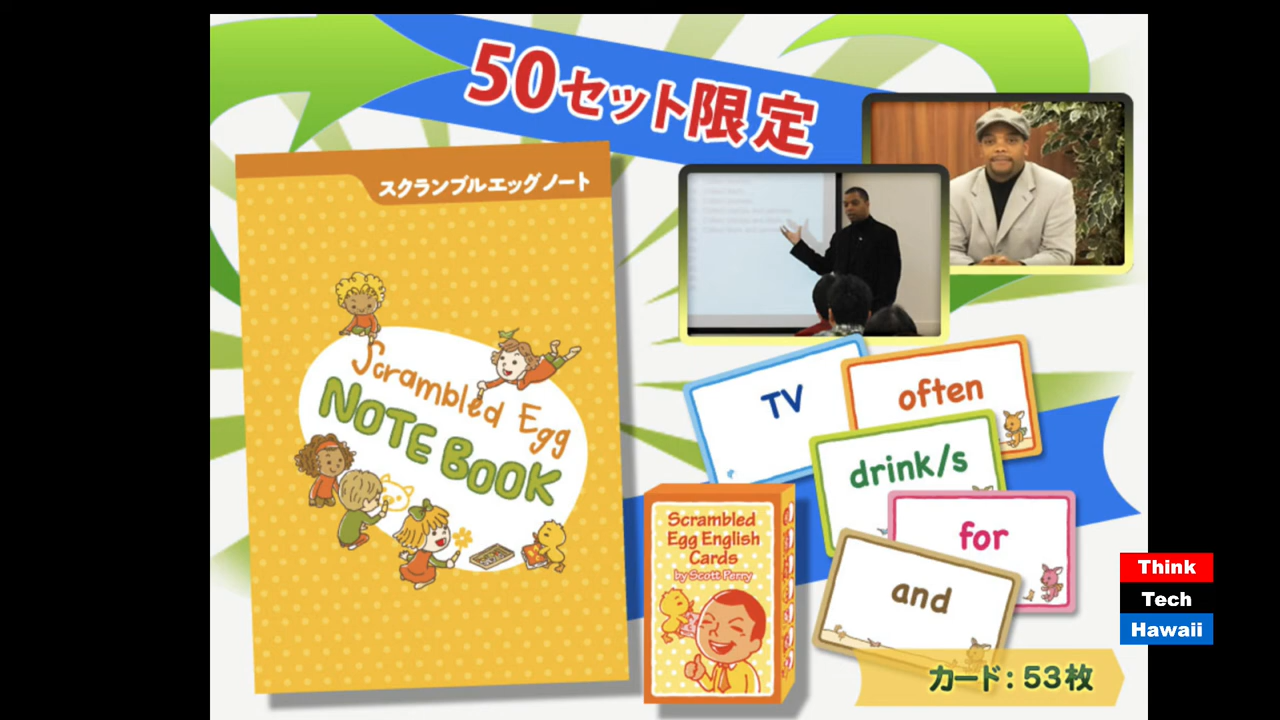 50セット限定
スクランブルエッグノート
Scrambled Egg
NOTE BOOK
TV
often
drink/s
for
and
Scrambled
Egg English
Cards
by Scott Perry
カード：53枚
Think
Tech
Hawaii